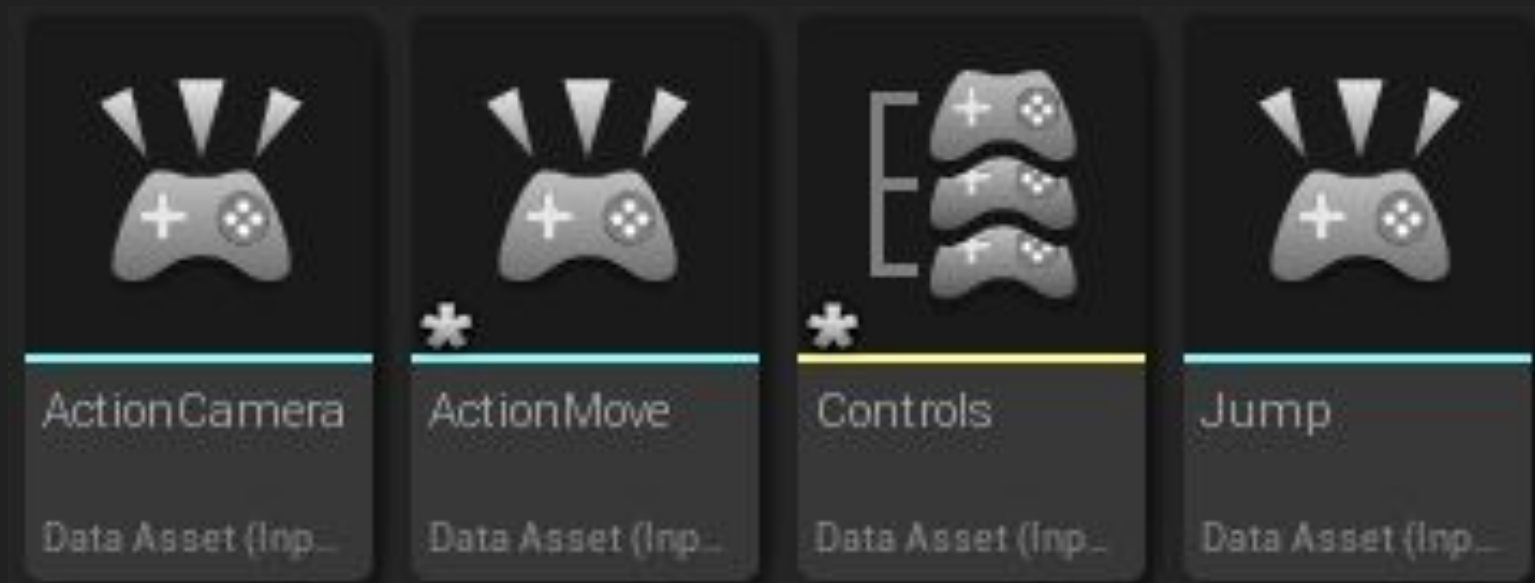 ActionCamera
Data Asset (Inp...
ActionMove
Data Asset (Inp...
Controls
Data Asset (Inp...
Jump
Data Asset (Inp...